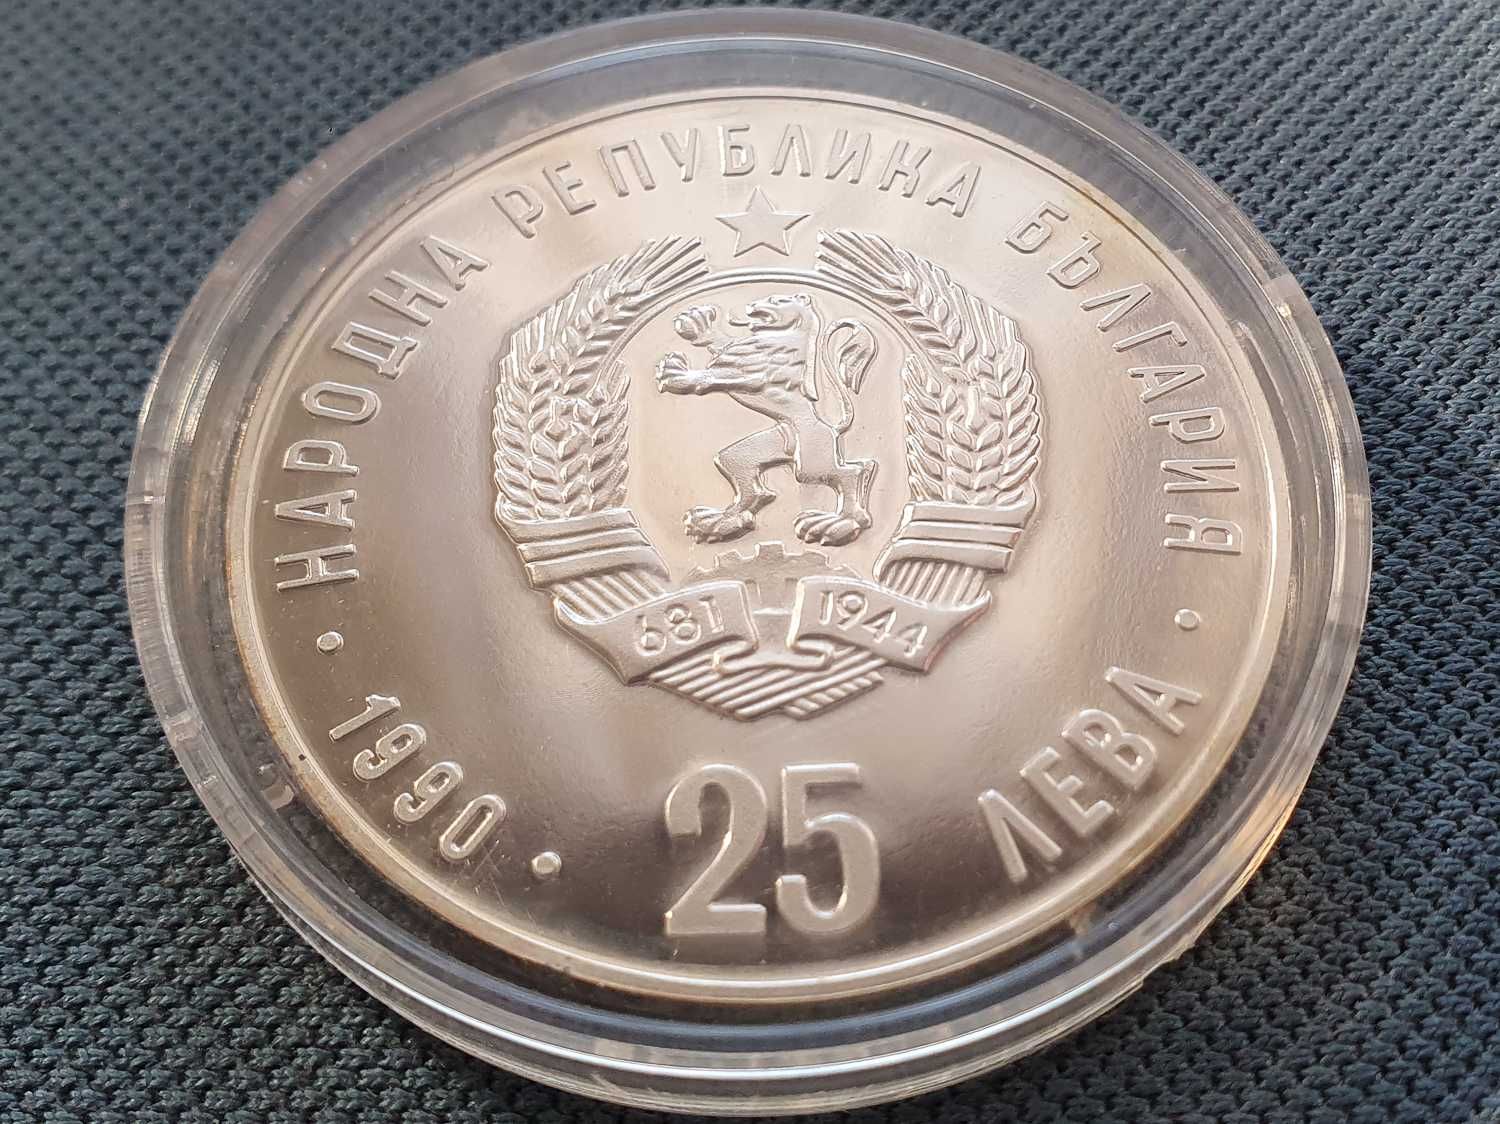 НАРОДНА РЕПУБЛИКА БЪЛГАРИЯ
681 1944
· 1990 · 25 ЛЕВА ·